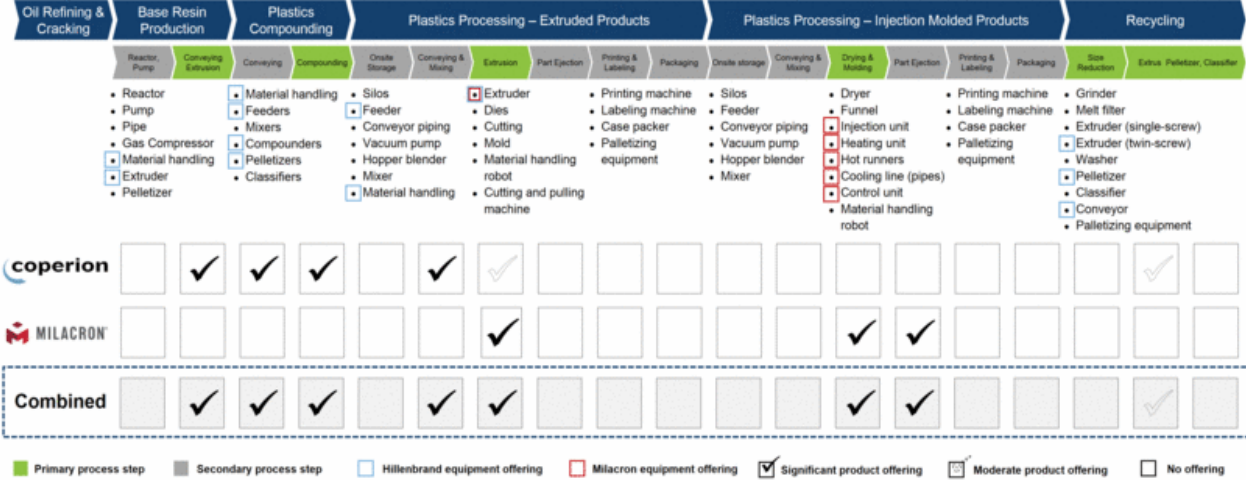 Oil Refining &
Cracking
Base Resin
Production
Plastics
Compounding
Plastics Processing – Extruded Products
Plastics Processing – Injection Molded Products
Recycling
Reactor,
Pump
Conveying
Extrusion
Conveying
Compounding
Onsite
Storage
Conveying &
Mixing
Extrusion
Part Ejection
Printing &
Labeling
Packaging
Onsite storage
Conveying &
Mixing
Drying &
Molding
Part Ejection
Printing &
Labeling
Packaging
Size
Reduction
Extrus Pelletizer, Classifier
• Reactor
• Pump
• Pipe
• Gas Compressor
• Material handling
• Extruder
• Pelletizer
• Material handling
• Feeders
• Mixers
• Compounders
• Pelletizers
• Classifiers
• Silos
• Feeder
• Conveyor piping
• Vacuum pump
• Hopper blender
• Mixer
• Material handling
• Extruder
• Dies
• Cutting
• Mold
• Material handling
robot
• Cutting and pulling
machine
• Printing machine
• Labeling machine
• Case packer
• Palletizing
equipment
• Silos
• Feeder
• Conveyor piping
• Vacuum pump
• Hopper blender
• Mixer
• Dryer
• Funnel
• Injection unit
• Heating unit
• Hot runners
• Cooling line (pipes)
• Control unit
• Material handling
robot
• Printing machine
• Labeling machine
• Case packer
• Palletizing
equipment
• Grinder
• Melt filter
• Extruder (single-screw)
• Extruder (twin-screw)
• Washer
• Pelletizer
• Classifier
• Conveyor
• Palletizing equipment
coperion
MILACRON
Combined
Primary process step
Secondary process step
Hillenbrand equipment offering
Milacron equipment offering
Significant product offering
Moderate product offering
No offering